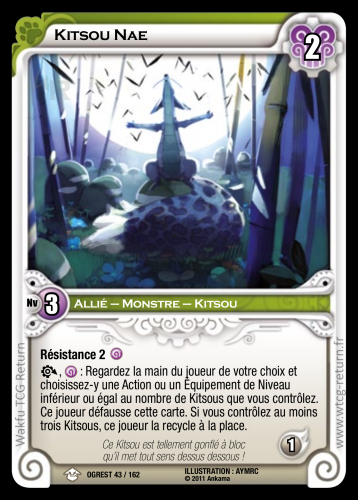 Kitsou Nae
2
Nv 3 Allié – Monstre – Kitsou
Résistance 2
, : Regardez la main du joueur de votre choix et
choisissez-y une Action ou un Équipement de Niveau
inférieur ou égal au nombre de Kitsous que vous contrôlez.
Ce joueur défausse cette carte. Si vous contrôlez au moins
trois Kitsous, ce joueur la recycle à la place.
Ce Kitsou est tellement gonflé à bloc
qu'il met tout sens dessus dessous !
1
OGREST 43 / 162
ILLUSTRATION : AYMRC
© 2011 Ankama
Wakfu TCG Return
www.wtcg-return.fr